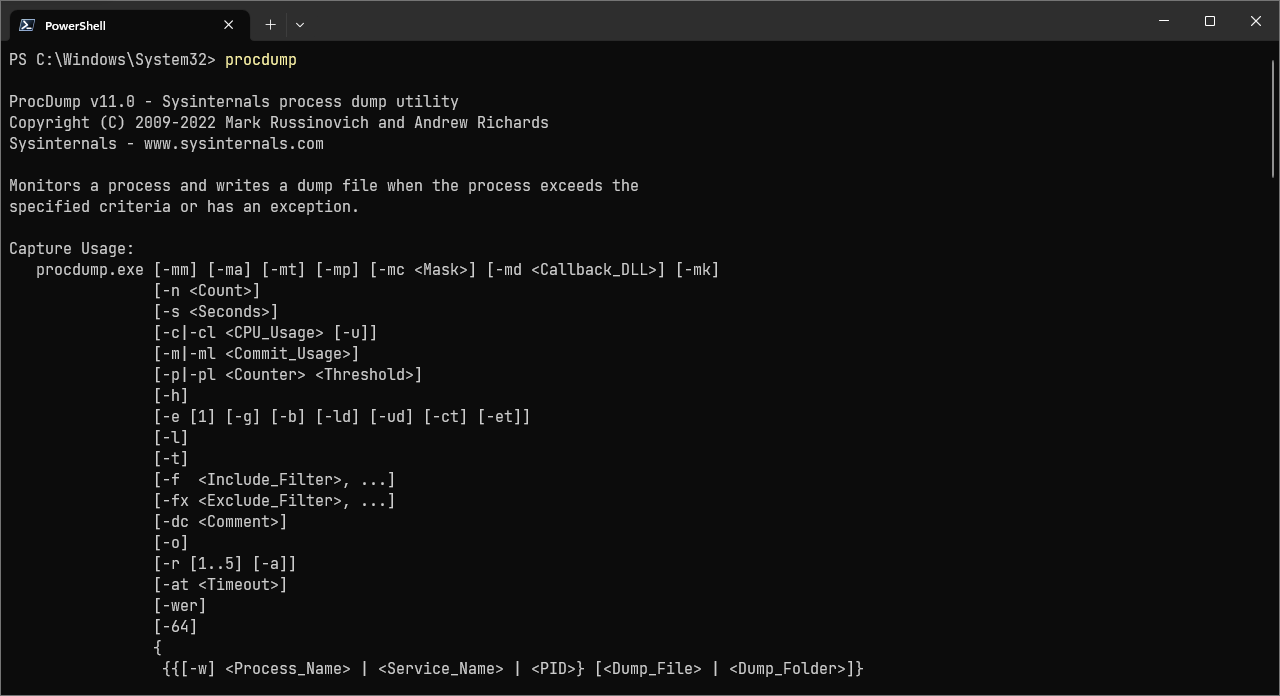 PowerShell
PS C:\Windows\System32> procdump
ProcDump v11.0 - Sysinternals process dump utility
Copyright (C) 2009-2022 Mark Russinovich and Andrew Richards
Sysinternals - www.sysinternals.com
Monitors a process and writes a dump file when the process exceeds the
specified criteria or has an exception.
Capture Usage:
   procdump.exe [-mm] [-ma] [-mt] [-mp] [-mc <Mask>] [-md <Callback_DLL>] [-mk]
                [-n <Count>]
                [-s <Seconds>]
                [-c|-cl <CPU_Usage> [-u]]
                [-m|-ml <Commit_Usage>]
                [-p|-pl <Counter> <Threshold>]
                [-h]
                [-e [1] [-g] [-b] [-ld] [-ud] [-ct] [-et]]
                [-l]
                [-t]
                [-f  <Include_Filter>, ...]
                [-fx <Exclude_Filter>, ...]
                [-dc <Comment>]
                [-o]
                [-r [1..5] [-a]]
                [-at <Timeout>]
                [-wer]
                [-64]
                {
                 {{[-w] <Process_Name> | <Service_Name> | <PID>} [<Dump_File> | <Dump_Folder>]}